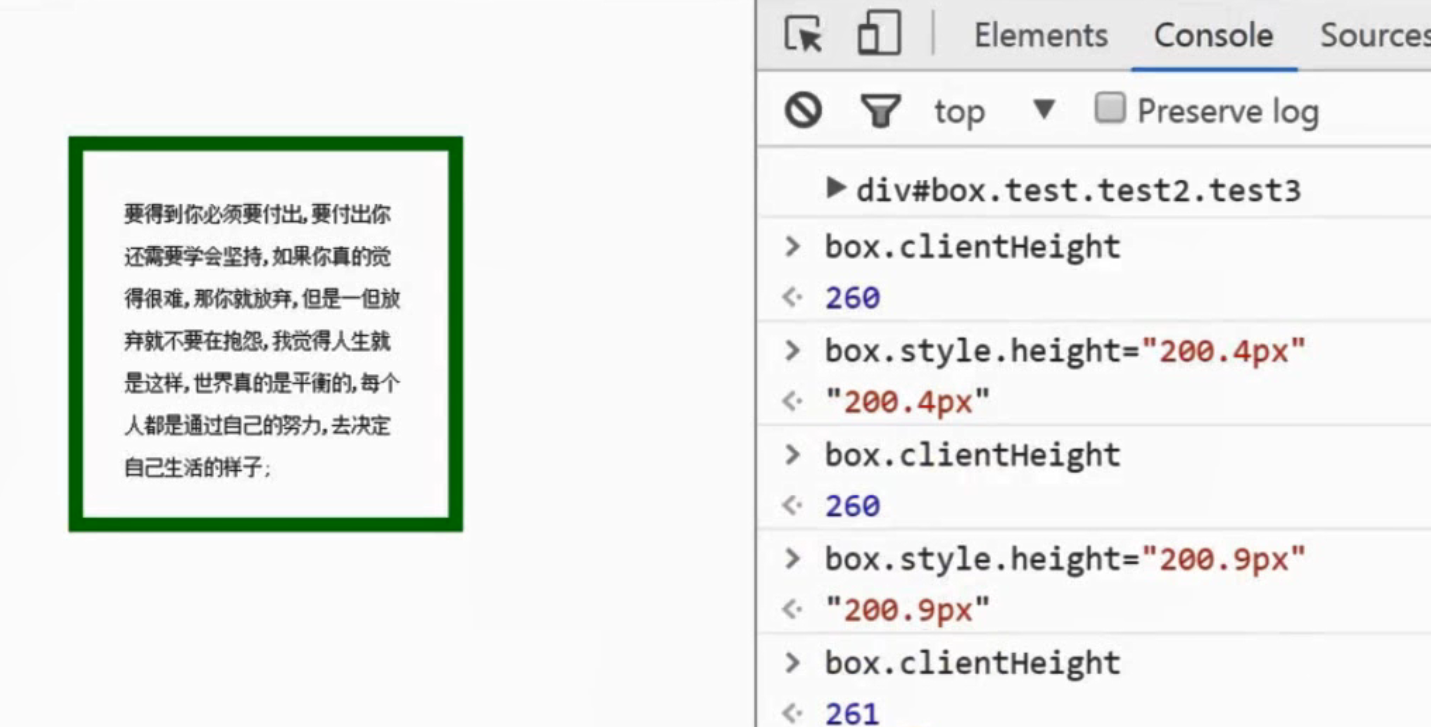 要得到你必须要付出,要付出你
还需要学会坚持,如果你真的觉
得很难,那你就放弃,但是一但放
弃就不要在抱怨,我觉得人生就
是这样,世界真的是平衡的,每个
人都是通过自己的努力,去决定
自己生活的样子;
Elements Console Sources
top ▼ Preserve log
▶ div#box.test.test2.test3
> box.clientHeight
260
> box.style.height="200.4px"
"200.4px"
> box.clientHeight
260
> box.style.height="200.9px"
"200.9px"
> box.clientHeight
261